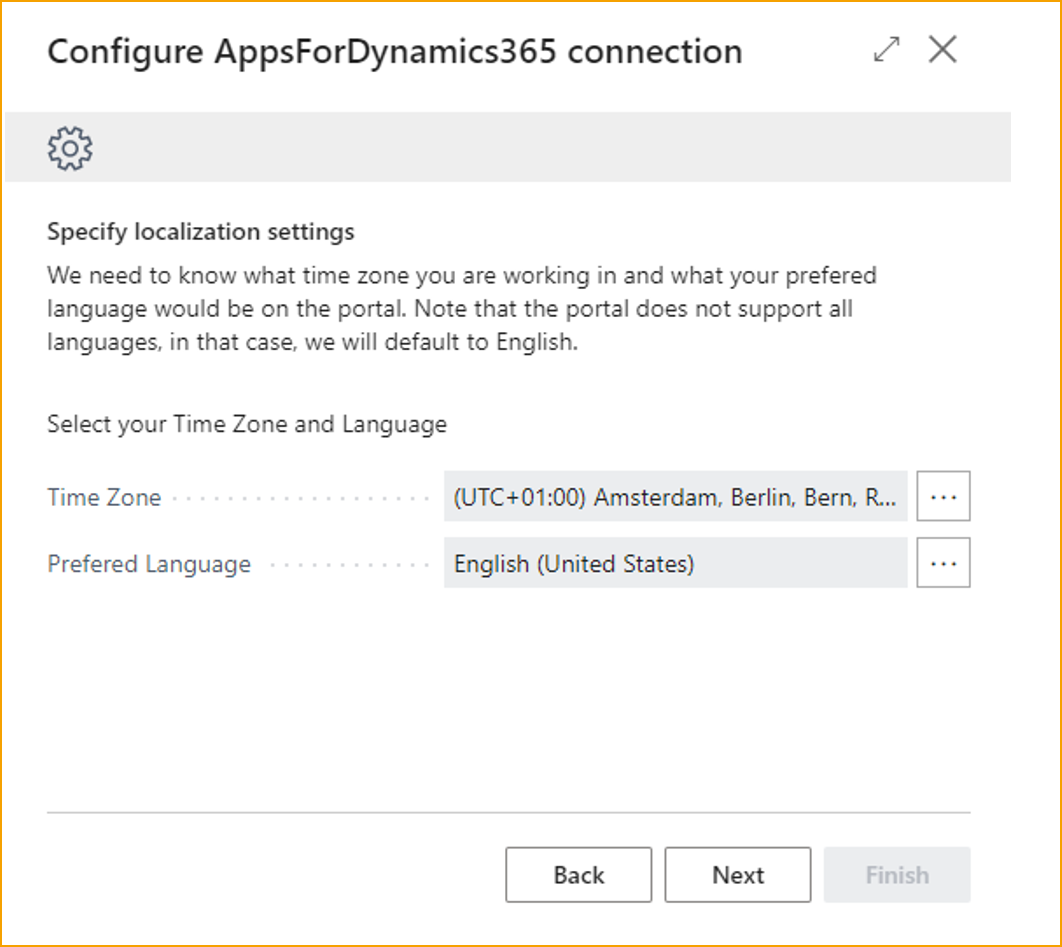 Configure AppsForDynamics365 connection
Specify localization settings
We need to know what time zone you are working in and what your prefered
language would be on the portal. Note that the portal does not support all
languages, in that case, we will default to English.
Select your Time Zone and Language
Time Zone (UTC+01:00) Amsterdam, Berlin, Bern, R... ...
Prefered Language English (United States) ...
Back Next Finish